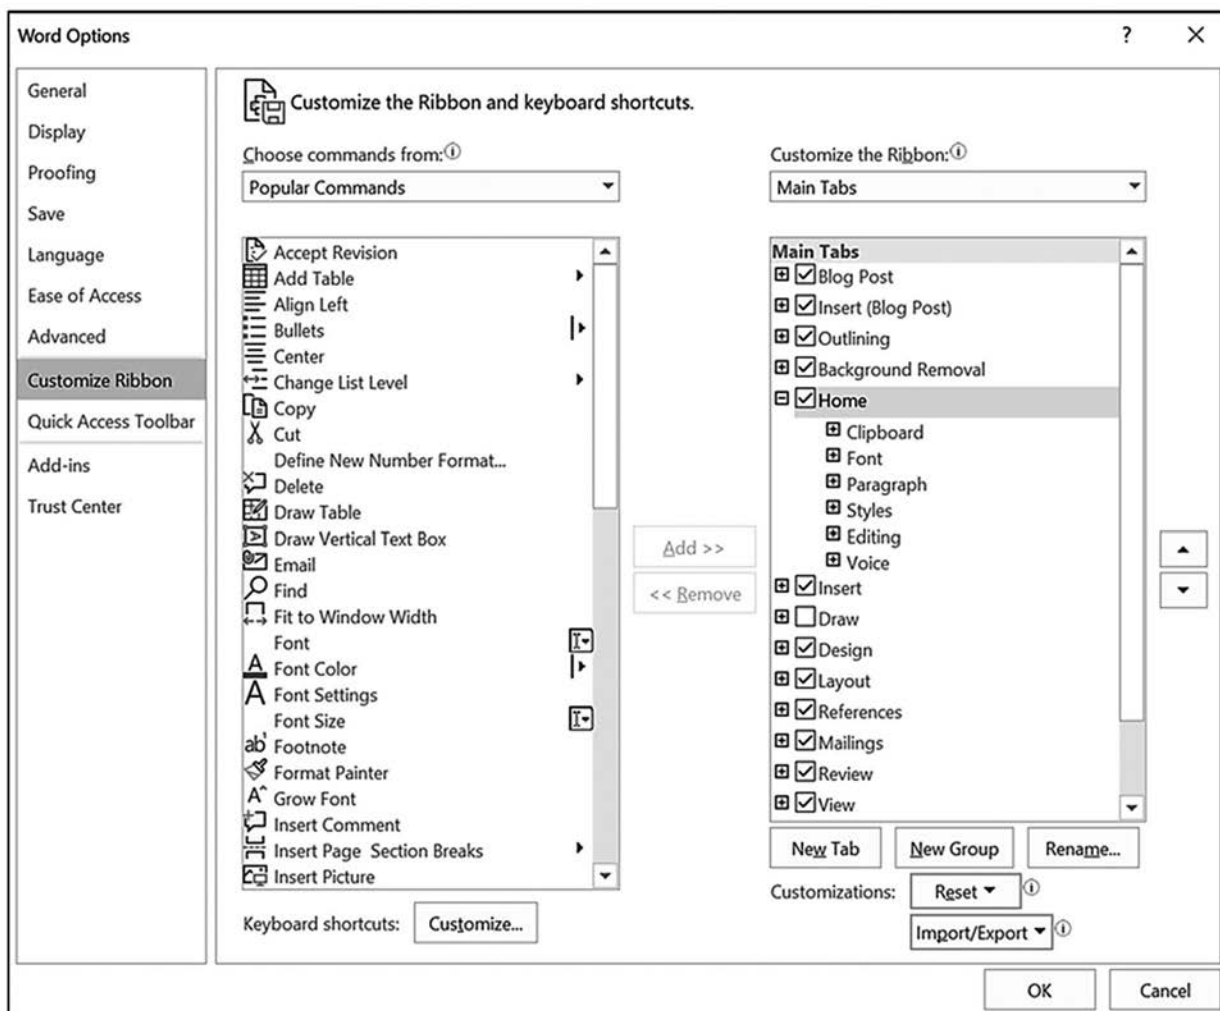 Word Options
?
General
Display
Proofing
Save
Language
Ease of Access
Advanced
Customize Ribbon
Quick Access Toolbar
Add-ins
Trust Center
Customize the Ribbon and keyboard shortcuts.
Choose commands from:
Popular Commands
Accept Revision
Add Table
Align Left
Bullets
Center
Change List Level
Copy
Cut
Define New Number Format...
Delete
Draw Table
Draw Vertical Text Box
Email
Find
Fit to Window Width
Font
Font Color
Font Settings
Font Size
Footnote
Format Painter
Grow Font
Insert Comment
Insert Page  Section Breaks
Insert Picture
Keyboard shortcuts: Customize...
Add >>
<< Remove
Customize the Ribbon:
Main Tabs
Main Tabs
Blog Post
Insert (Blog Post)
Outlining
Background Removal
Home
Clipboard
Font
Paragraph
Styles
Editing
Voice
Insert
Draw
Design
Layout
References
Mailings
Review
View
New Tab New Group Rename...
Customizations: Reset
Import/Export
OK Cancel